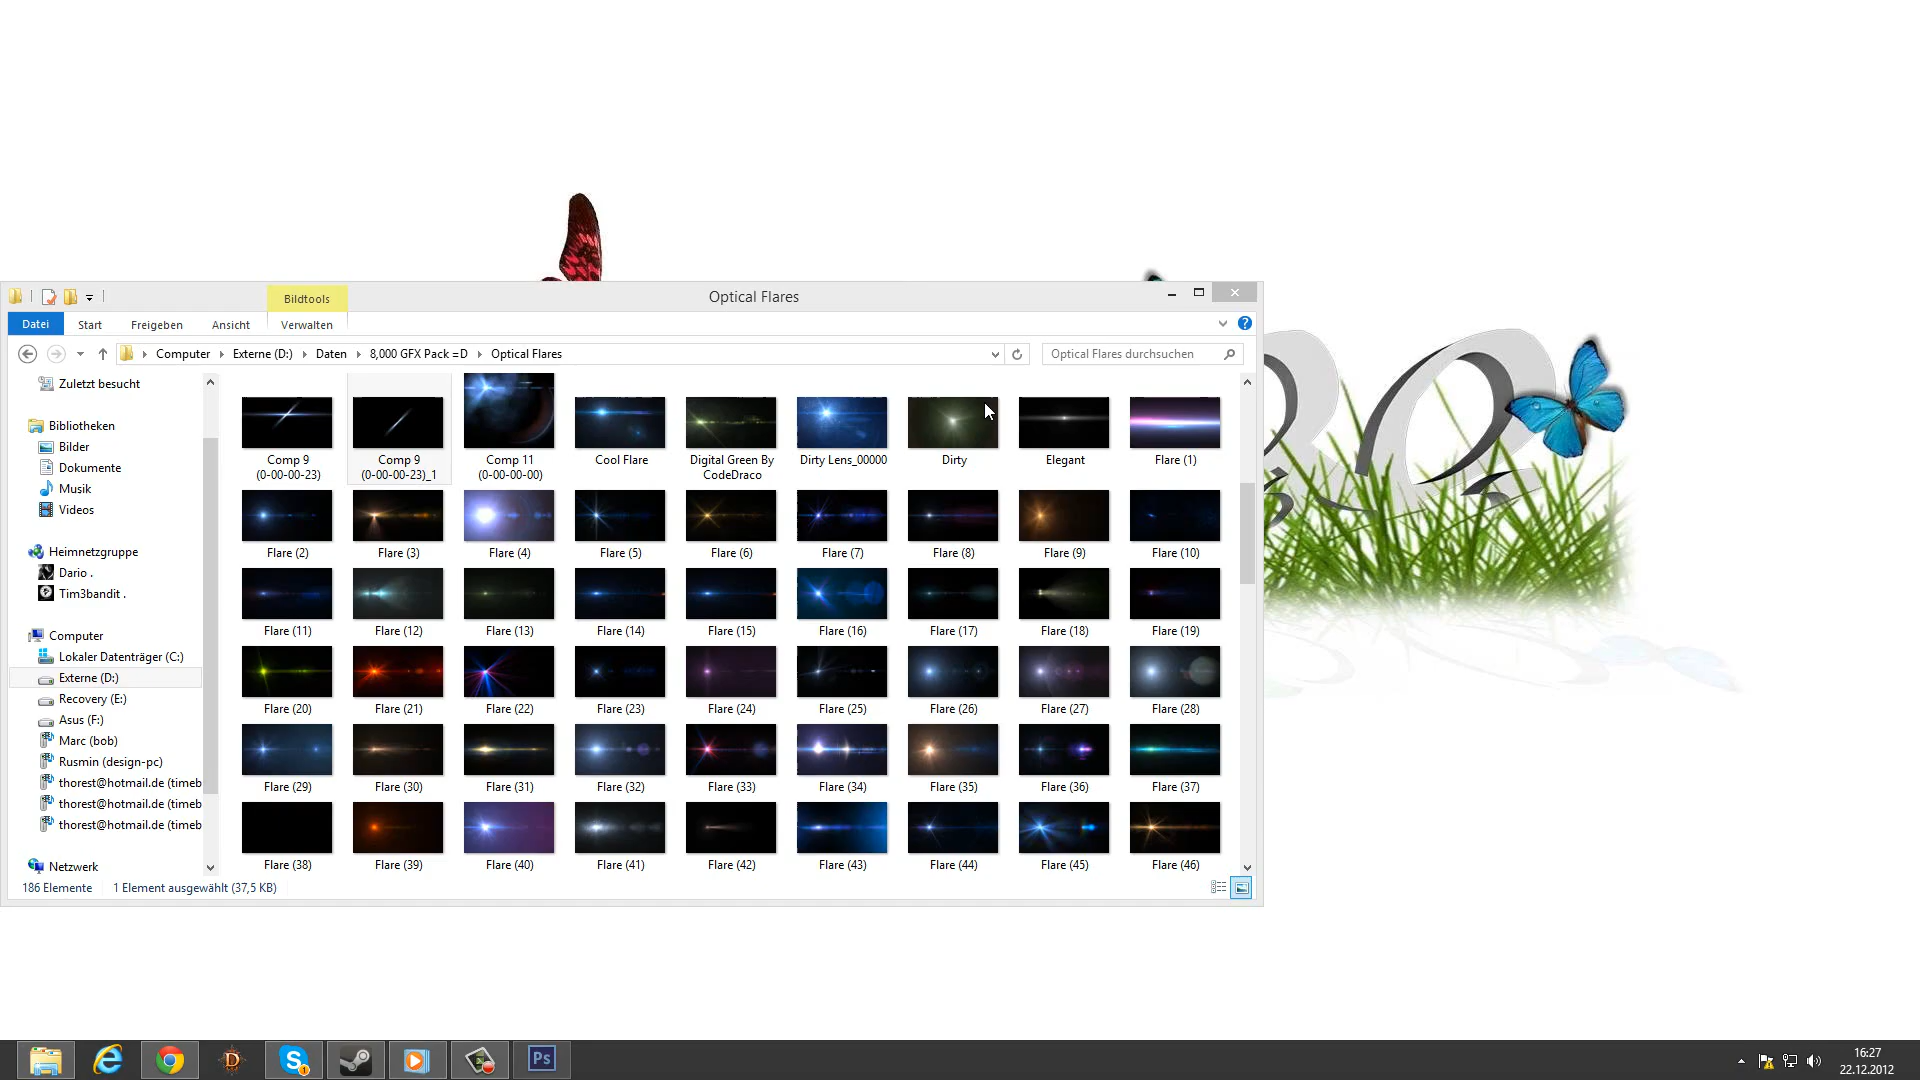 Bildtools
Optical Flares
Datei
Start
Freigeben
Ansicht
Verwalten
Computer
Externe (D:)
Daten
8,000 GFX Pack =D
Optical Flares
Optical Flares durchsuchen
Zuletzt besucht
Bibliotheken
Bilder
Dokumente
Musik
Videos
Heimnetzgruppe
Dario .
Tim3bandit .
Computer
Lokaler Datenträger (C:)
Externe (D:)
Recovery (E:)
Asus (F:)
Marc (bob)
Rusmin (design-pc)
thorest@hotmail.de (timeb
thorest@hotmail.de (timeb
thorest@hotmail.de (timeb
Netzwerk
Comp 9
(0-00-00-23)
Comp 9
(0-00-00-23)_1
Comp 11
(0-00-00-00)
Cool Flare
Digital Green By
CodeDraco
Dirty Lens_00000
Dirty
Elegant
Flare (1)
Flare (2)
Flare (3)
Flare (4)
Flare (5)
Flare (6)
Flare (7)
Flare (8)
Flare (9)
Flare (10)
Flare (11)
Flare (12)
Flare (13)
Flare (14)
Flare (15)
Flare (16)
Flare (17)
Flare (18)
Flare (19)
Flare (20)
Flare (21)
Flare (22)
Flare (23)
Flare (24)
Flare (25)
Flare (26)
Flare (27)
Flare (28)
Flare (29)
Flare (30)
Flare (31)
Flare (32)
Flare (33)
Flare (34)
Flare (35)
Flare (36)
Flare (37)
Flare (38)
Flare (39)
Flare (40)
Flare (41)
Flare (42)
Flare (43)
Flare (44)
Flare (45)
Flare (46)
186 Elemente
1 Element ausgewählt (37,5 KB)
Ps
16:27
22.12.2012